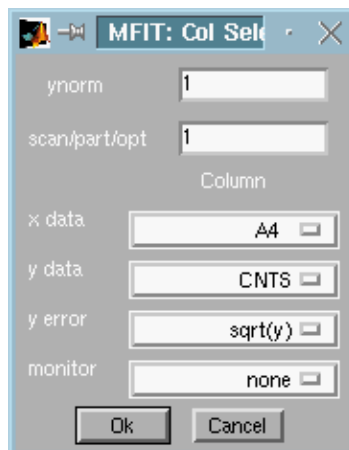 MFIT: Col Sele
ynorm 1
scan/part/opt 1
Column
x data A4
y data CNTS
y error sqrt(y)
monitor none
Ok Cancel